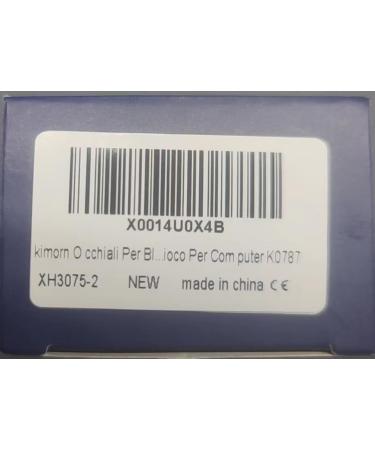 X0014U0X4B
kimorn O cchiali Per Bl...ioco Per Com puter K0787
XH3075-2 NEW made in china CE